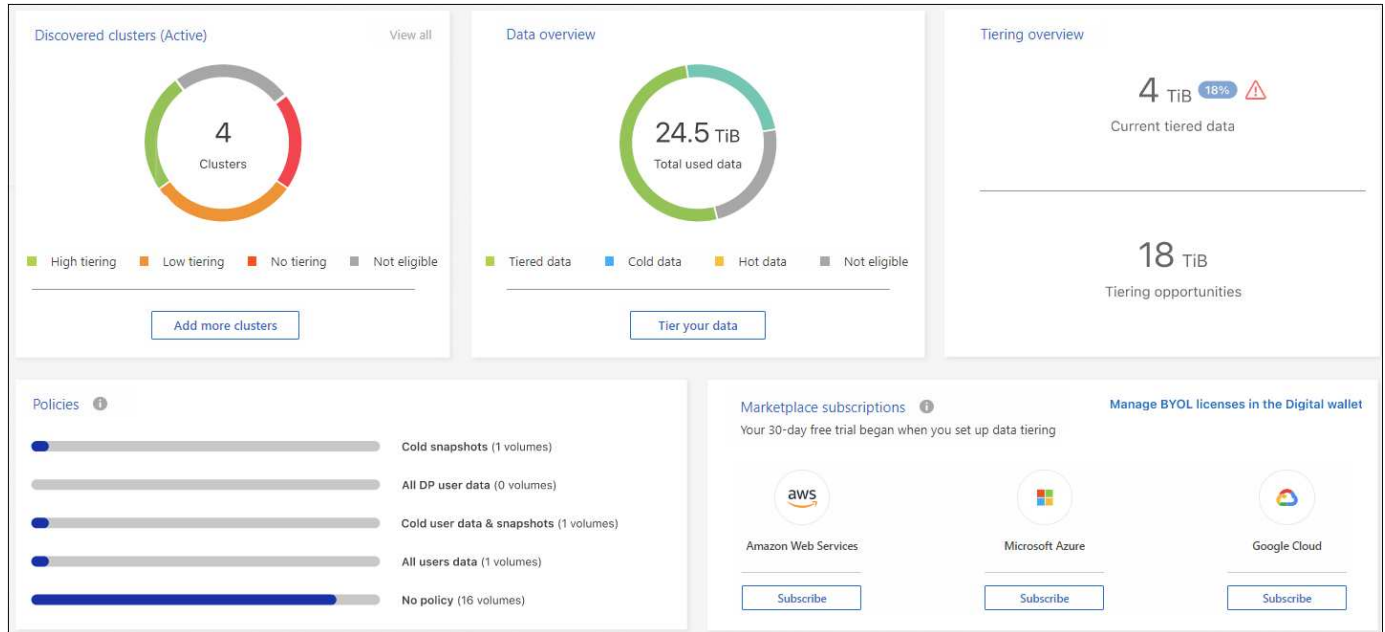 Discovered clusters (Active) View all
4
Clusters
High tiering Low tiering No tiering Not eligible
Add more clusters
Data overview
24.5 TiB
Total used data
Tiered data Cold data Hot data Not eligible
Tier your data
Tiering overview
4 TiB 18%
Current tiered data
18 TiB
Tiering opportunities
Policies
Cold snapshots (1 volumes)
All DP user data (0 volumes)
Cold user data & snapshots (1 volumes)
All users data (1 volumes)
No policy (16 volumes)
Marketplace subscriptions Manage BYOL licenses in the Digital wallet
Your 30-day free trial began when you set up data tiering
aws
Amazon Web Services Microsoft Azure Google Cloud
Subscribe Subscribe Subscribe